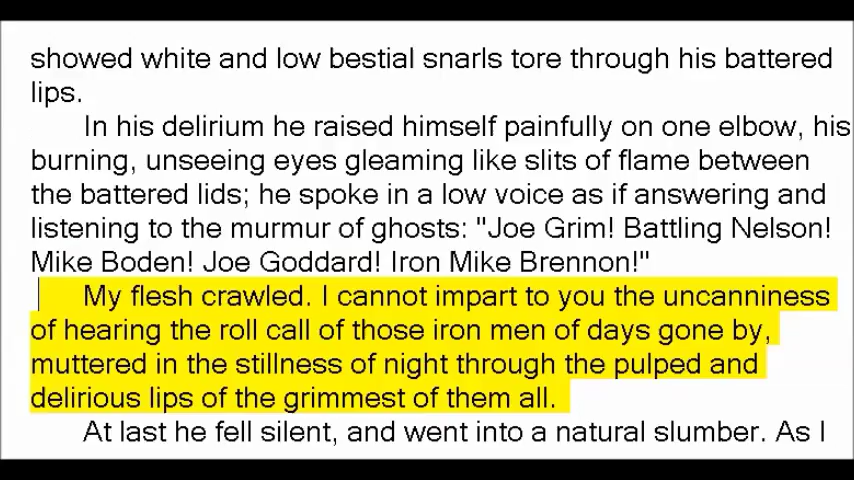 showed white and low bestial snarls tore through his battered
lips.
In his delirium he raised himself painfully on one elbow, his
burning, unseeing eyes gleaming like slits of flame between
the battered lids; he spoke in a low voice as if answering and
listening to the murmur of ghosts: "Joe Grim! Battling Nelson!
Mike Boden! Joe Goddard! Iron Mike Brennon!"
My flesh crawled. I cannot impart to you the uncanniness
of hearing the roll call of those iron men of days gone by,
muttered in the stillness of night through the pulped and
delirious lips of the grimmest of them all.
At last he fell silent, and went into a natural slumber. As I